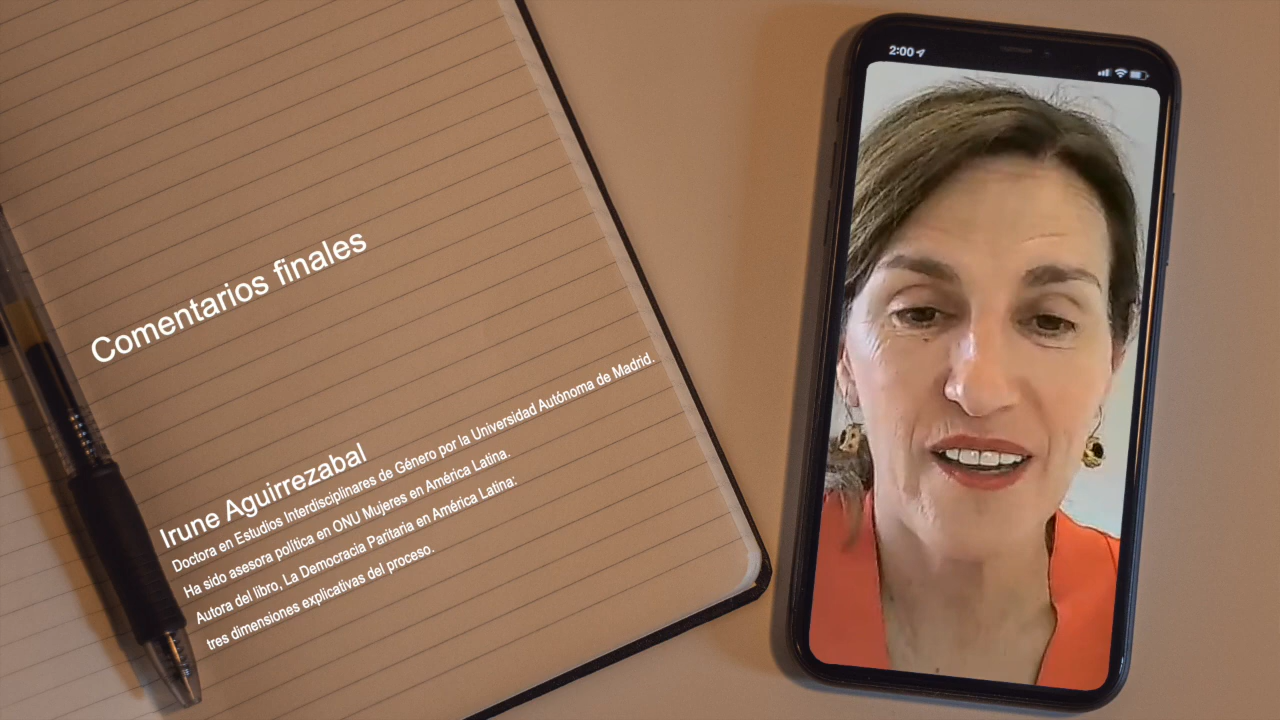 Comentarios finales
Irune Aguirrezabal
Doctora en Estudios Interdisciplinares de Género por la Universidad Autónoma de Madrid.
Ha sido asesora política en ONU Mujeres en América Latina.
Autora del libro, La Democracia Paritaria en América Latina:
tres dimensiones explicativas del proceso.
2:00